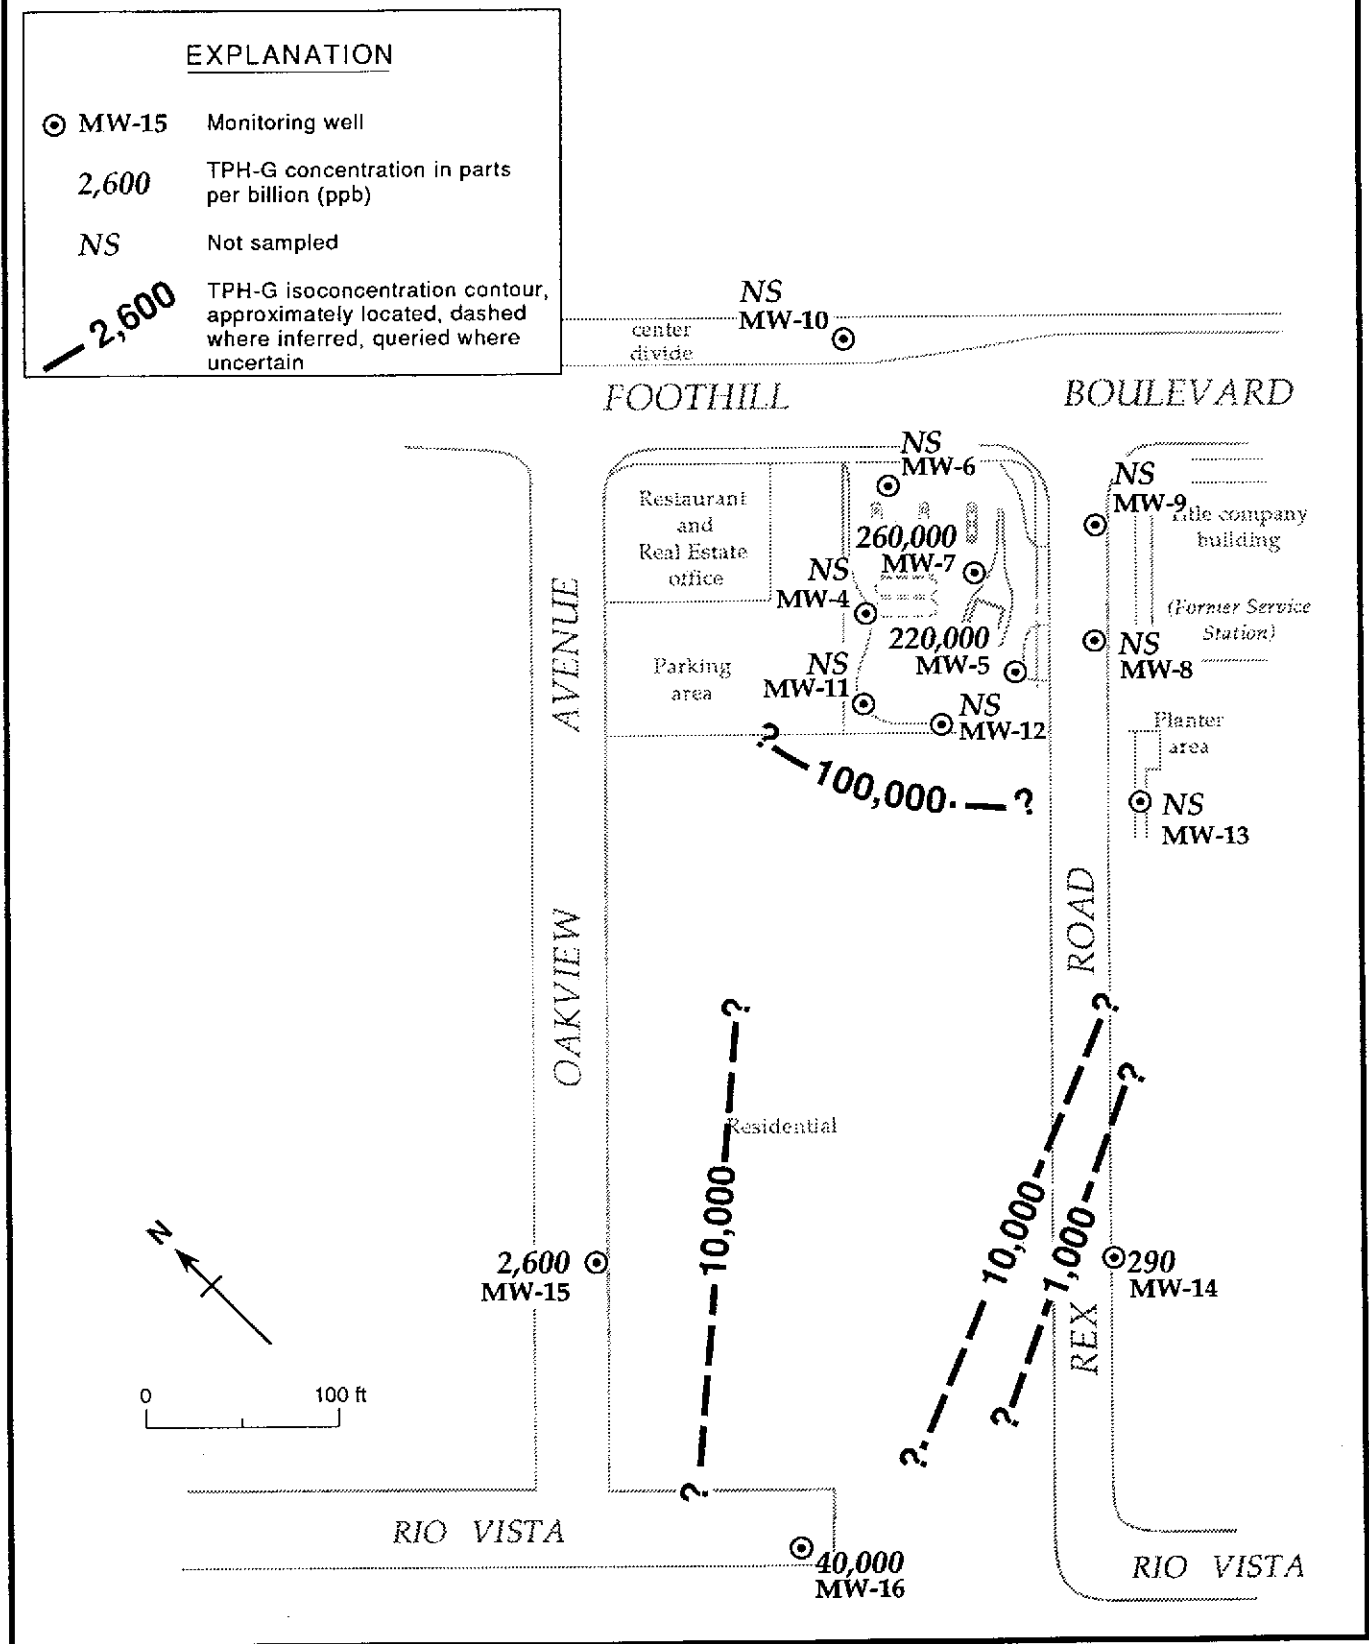 EXPLANATION
MW-15 Monitoring well
2,600 TPH-G concentration in parts
per billion (ppb)
NS Not sampled
2,600 TPH-G isoconcentration contour,
approximately located, dashed
where inferred, queried where
uncertain
NS
MW-10
center
divide
FOOTHILL BOULEVARD
NS
MW-6
NS
MW-9
Restaurant
and
Real Estate
office
260,000
MW-7
Title company
building
NS
MW-4
(Former Service
Station)
220,000
MW-5
NS
MW-8
Parking
area
NS
MW-11
NS
MW-12
Planter
area
? 100,000 ?
NS
MW-13
AVENUE
OAKVIEW
ROAD
REX
?
?
?
Residential
10,000
10,000
1,000
N
2,600
MW-15
290
MW-14
0 100 ft
?
?
?
RIO VISTA
40,000
MW-16
RIO VISTA